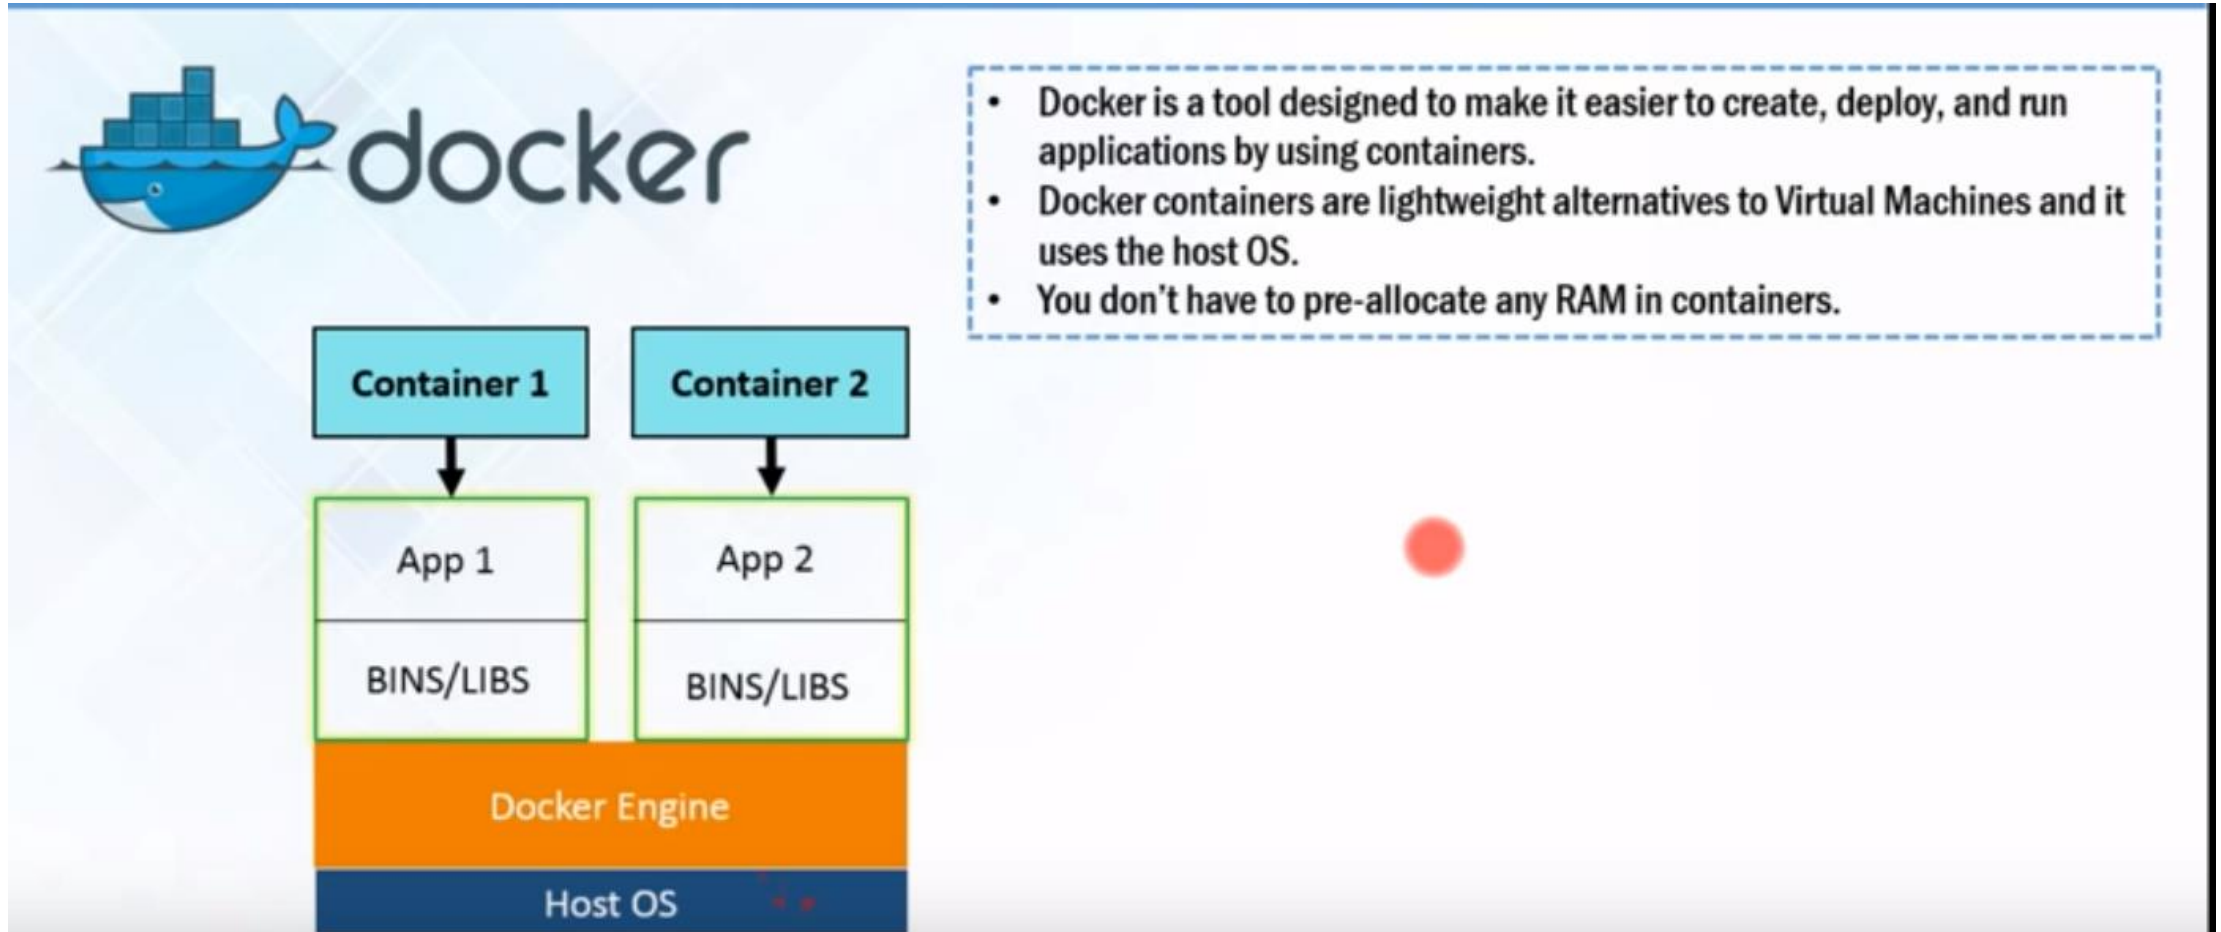 docker
• Docker is a tool designed to make it easier to create, deploy, and run
applications by using containers.
• Docker containers are lightweight alternatives to Virtual Machines and it
uses the host OS.
• You don't have to pre-allocate any RAM in containers.
Container 1
Container 2
App 1
App 2
BINS/LIBS
BINS/LIBS
Docker Engine
Host OS